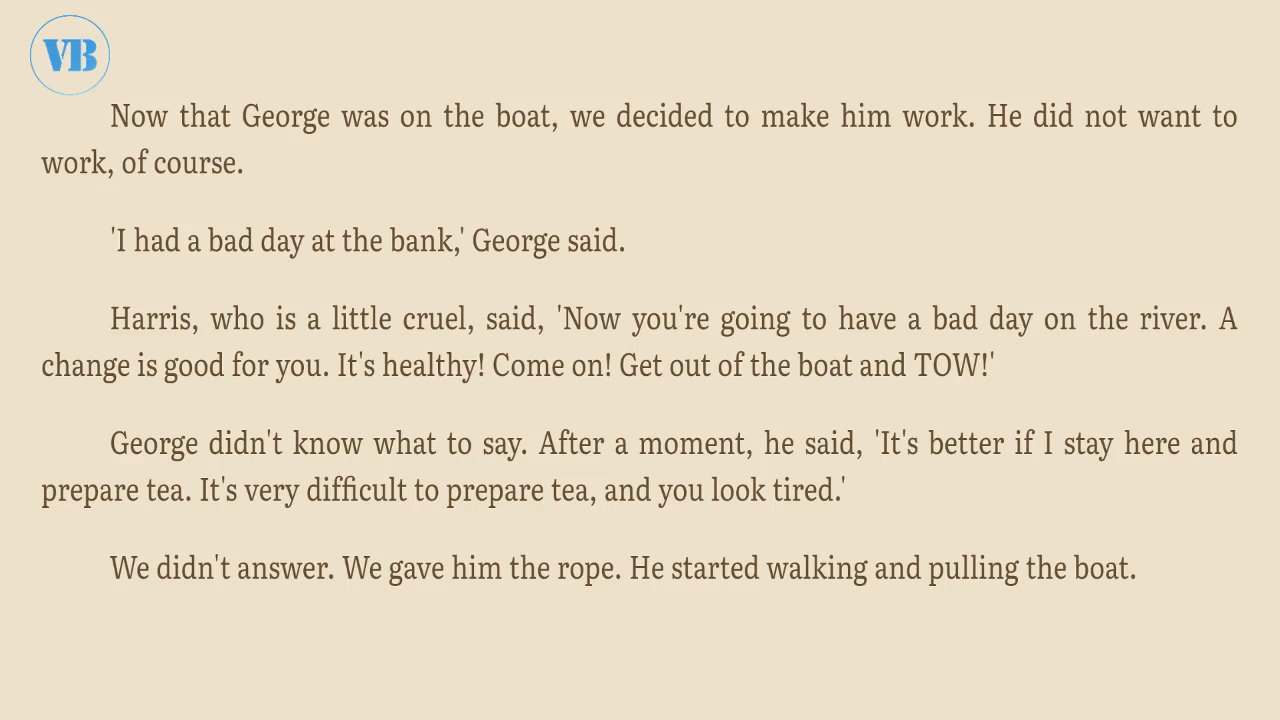 VB
Now that George was on the boat, we decided to make him work. He did not want to
work, of course.
'I had a bad day at the bank,' George said.
Harris, who is a little cruel, said, 'Now you're going to have a bad day on the river. A
change is good for you. It's healthy! Come on! Get out of the boat and TOW!'
George didn't know what to say. After a moment, he said, 'It's better if I stay here and
prepare tea. It's very difficult to prepare tea, and you look tired.'
We didn't answer. We gave him the rope. He started walking and pulling the boat.